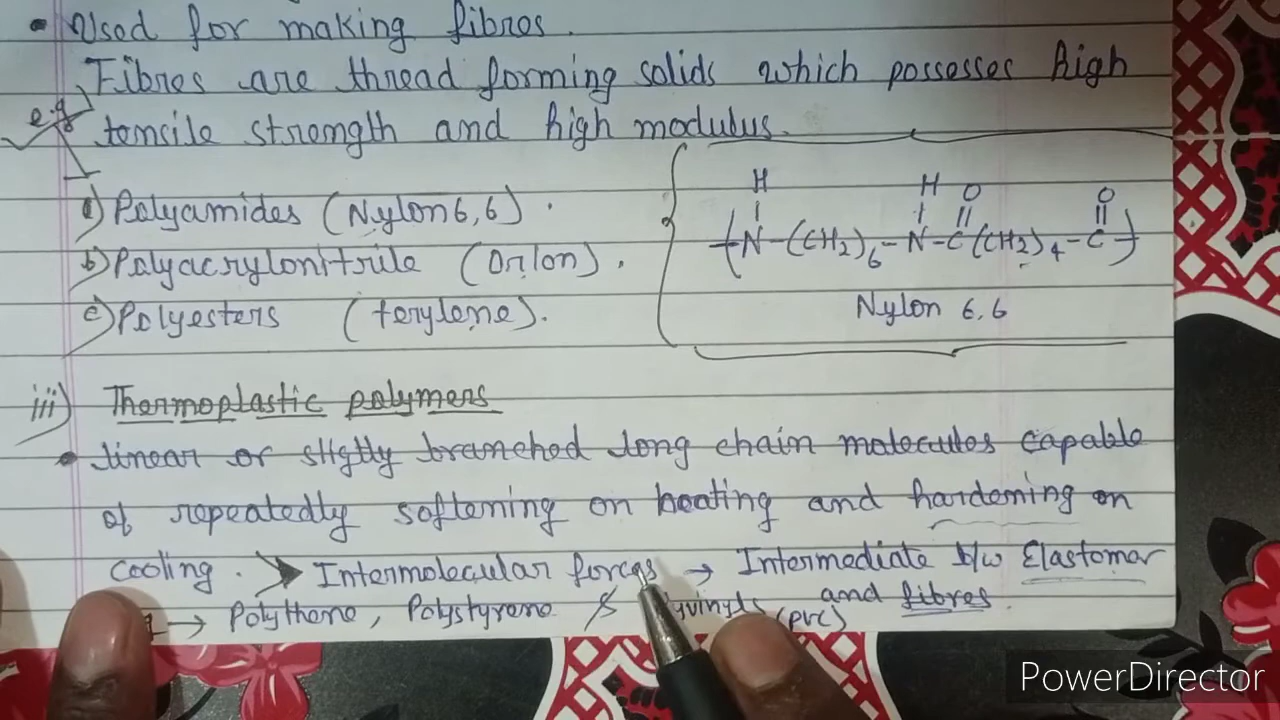 • Used for making fibres.
Fibres are thread forming solids which possesses high
e.g tensile strength and high modulus.
a) Polyamides (Nylon 6,6).
b) Polyacrylonitrile (Orlon).
c) Polyesters (terylene).
H H O O
( N - (CH2)6 - N - C (CH2)4 - C )
Nylon 6,6
iii) Thermoplastic polymers
• linear or slightly branched long chain molecules capable
of repeatedly softening on heating and hardening on
cooling. > Intermolecular forces → Intermediate b/w Elastomer
and fibres.
→ Polythene, Polystyrene & (PVC)
PowerDirector